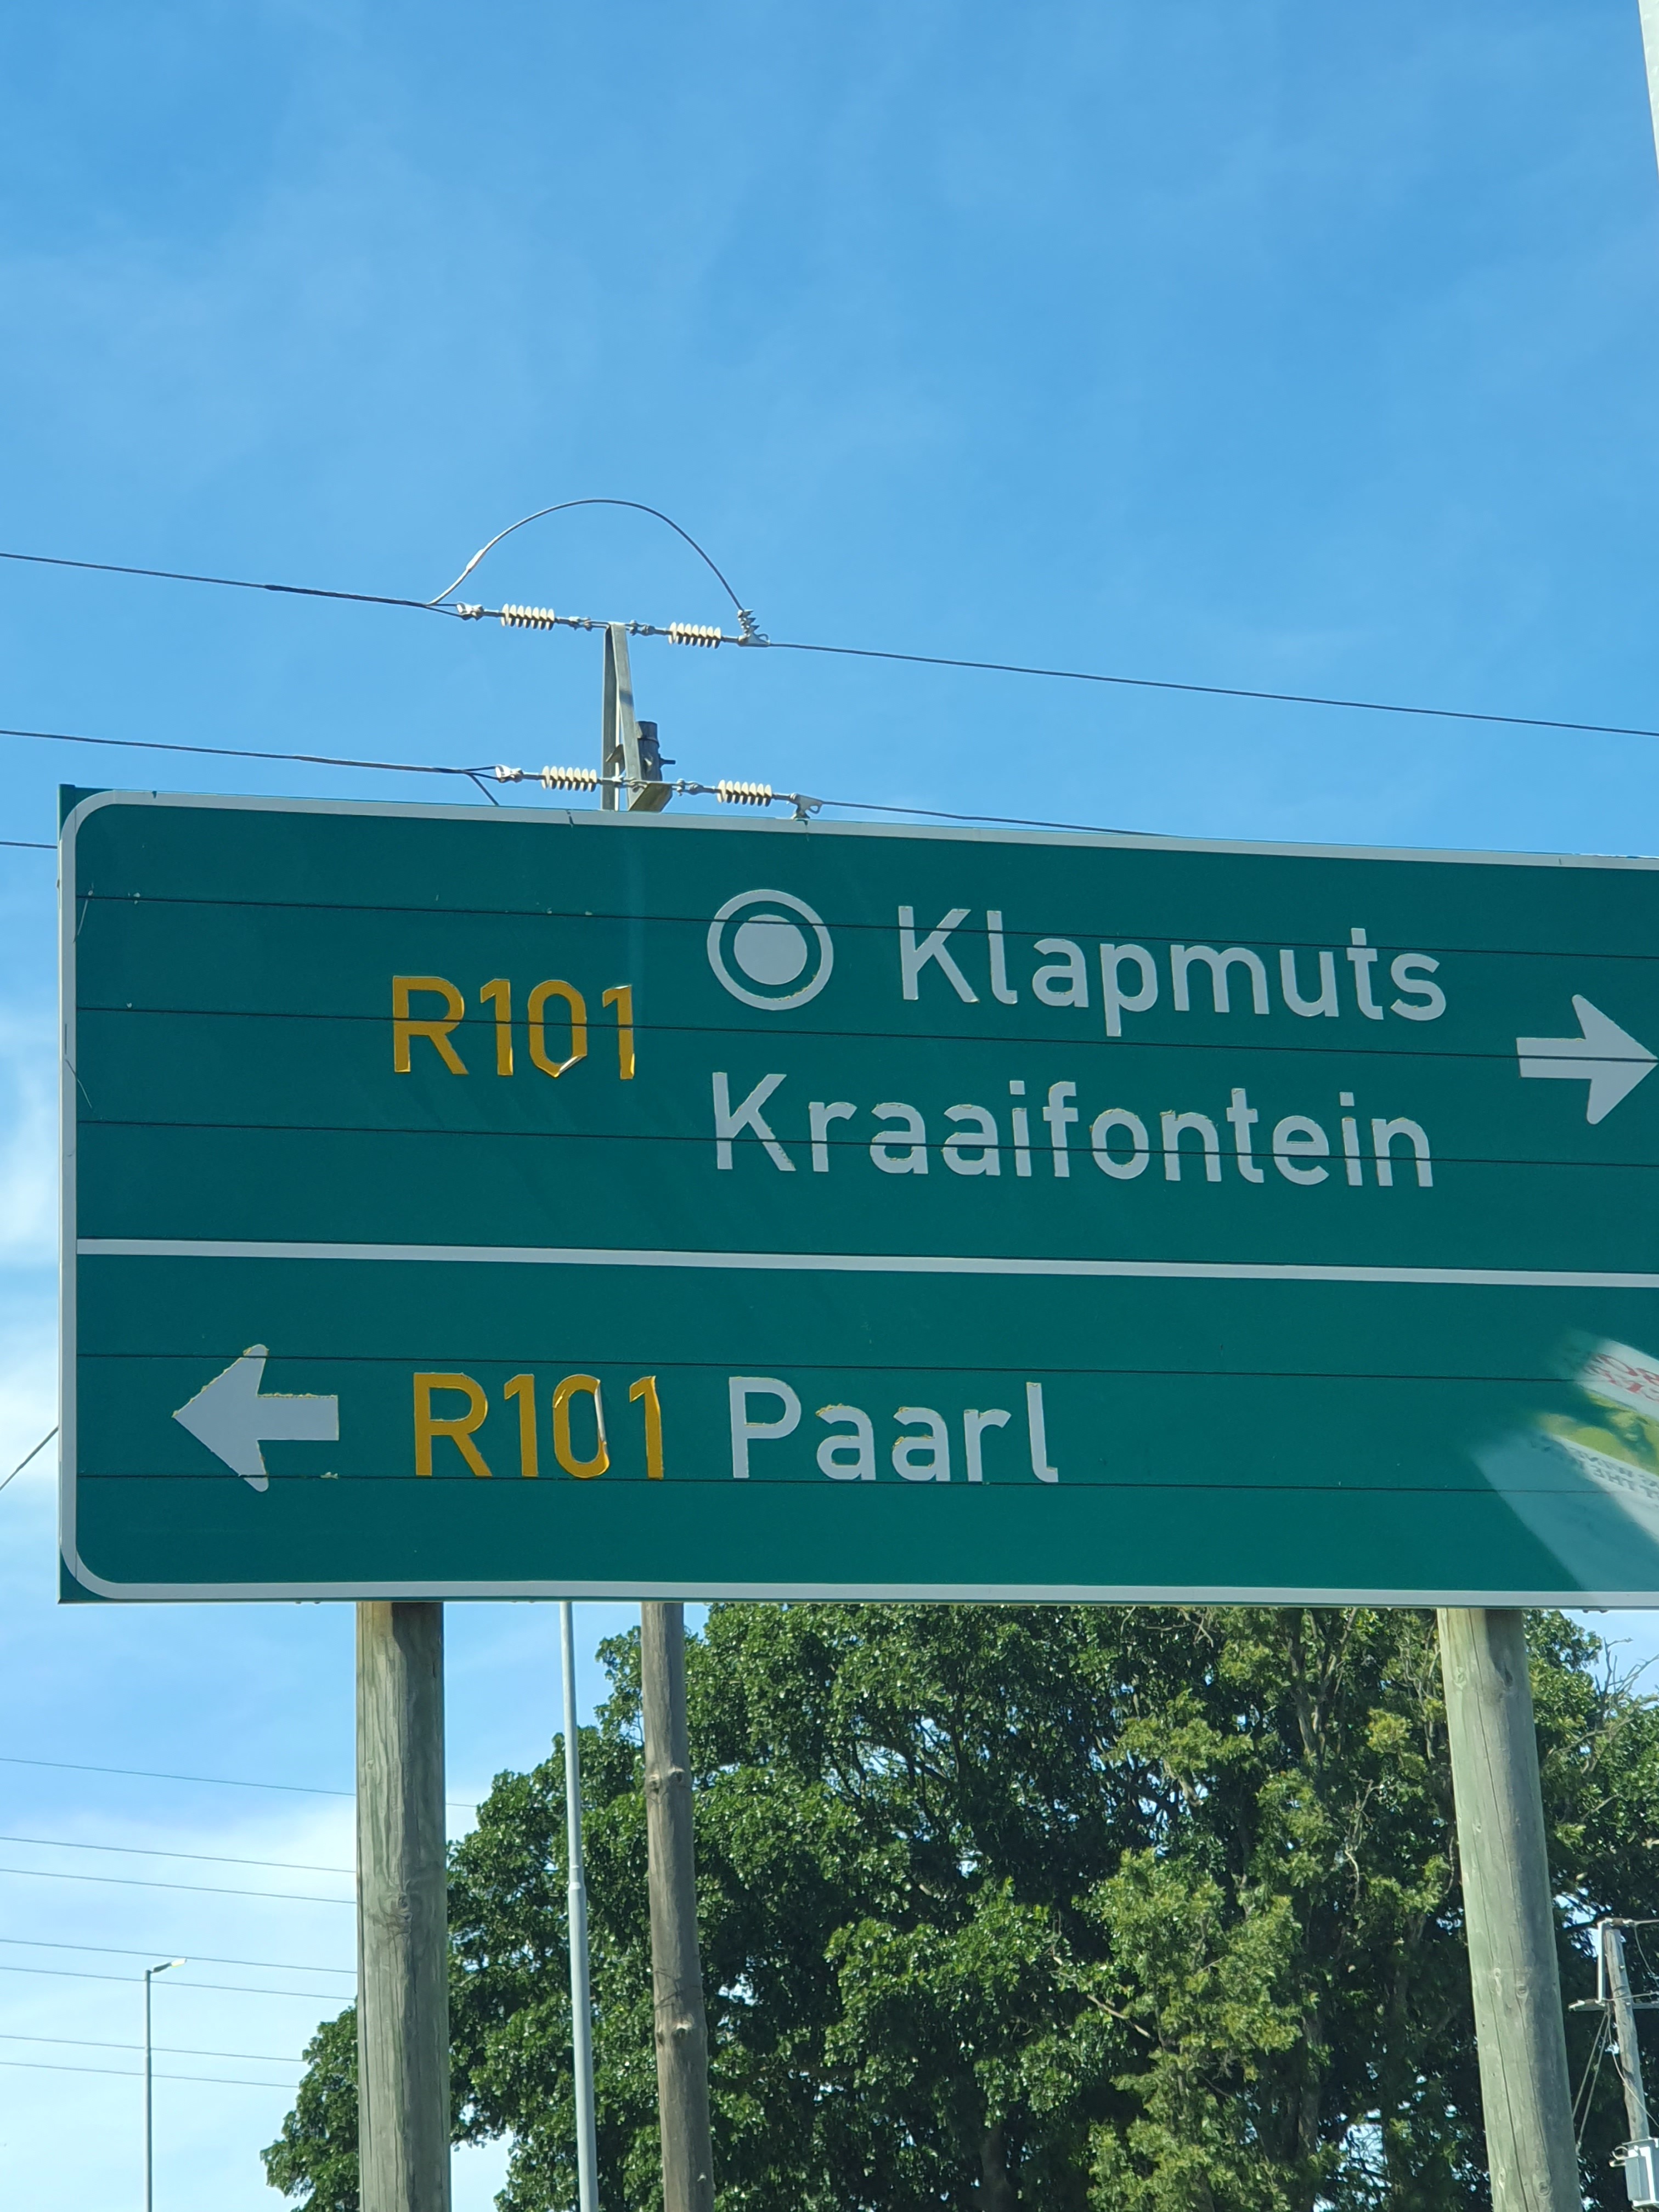 Klapmuts
R101
Kraaifontein
R101 Paarl